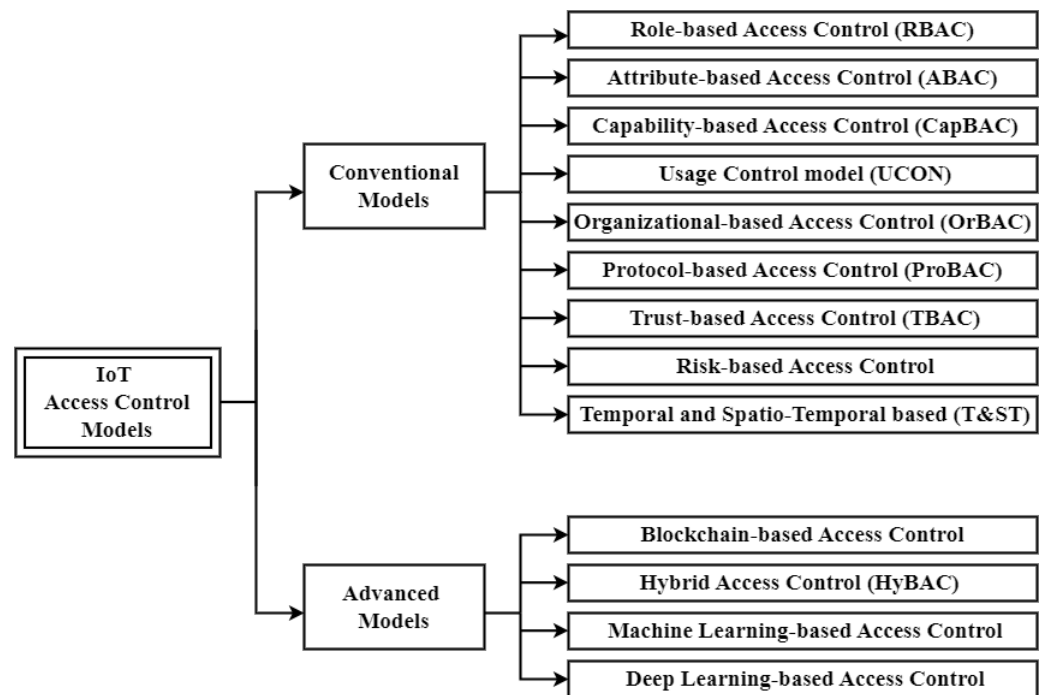 IoT
Access Control
Models
Conventional
Models
Role-based Access Control (RBAC)
Attribute-based Access Control (ABAC)
Capability-based Access Control (CapBAC)
Usage Control model (UCON)
Organizational-based Access Control (OrBAC)
Protocol-based Access Control (ProBAC)
Trust-based Access Control (TBAC)
Risk-based Access Control
Temporal and Spatio-Temporal based (T&ST)
Advanced
Models
Blockchain-based Access Control
Hybrid Access Control (HyBAC)
Machine Learning-based Access Control
Deep Learning-based Access Control